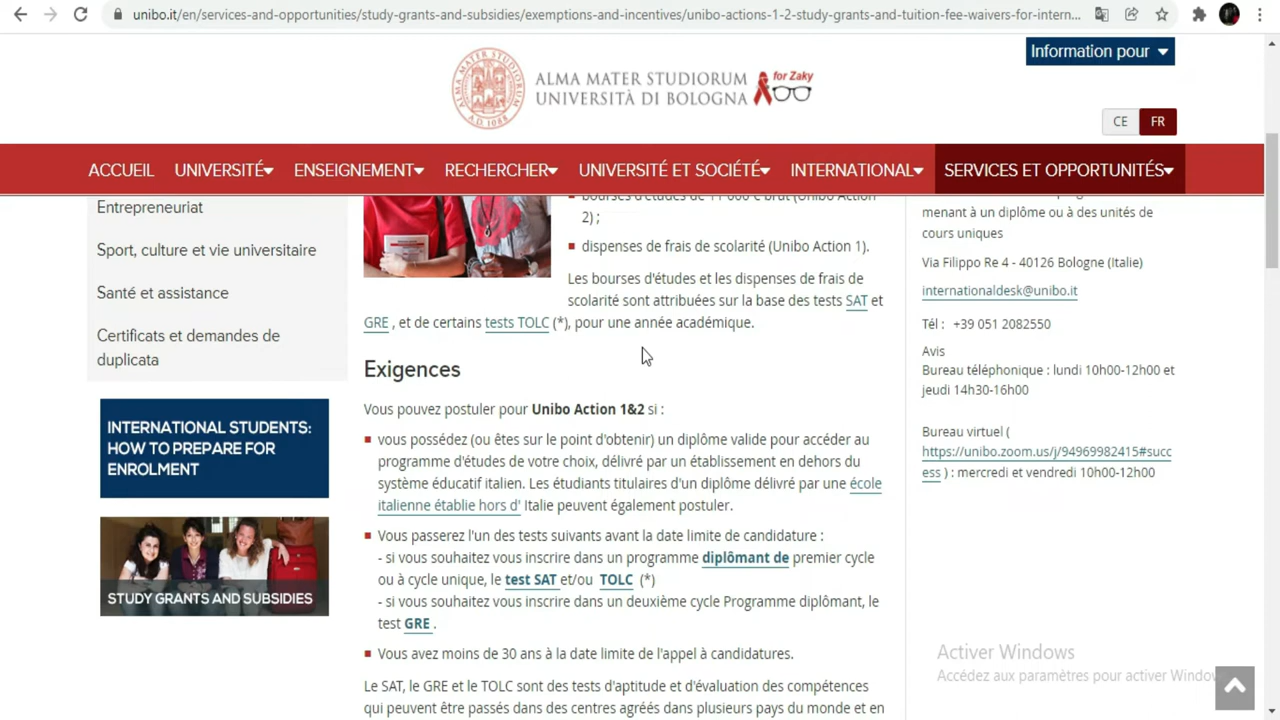 unibo.it/en/services-and-opportunities/study-grants-and-subsidies/exemptions-and-incentives/unibo-actions-1-2-study-grants-and-tuition-fee-waivers-for-intern...
Information pour
ALMA MATER STUDIORUM
UNIVERSITÀ DI BOLOGNA
for Zaky
ALMA MATER STUDIORUM
A.D. 1088
CE FR
ACCUEIL UNIVERSITÉ ENSEIGNEMENT RECHERCHER UNIVERSITÉ ET SOCIÉTÉ INTERNATIONAL SERVICES ET OPPORTUNITÉS
Entrepreneuriat
Sport, culture et vie universitaire
Santé et assistance
Certificats et demandes de
duplicata
INTERNATIONAL STUDENTS:
HOW TO PREPARE FOR
ENROLMENT
STUDY GRANTS AND SUBSIDIES
bourses d'études de 11 000 € brut (Unibo Action
2) ;
dispenses de frais de scolarité (Unibo Action 1).
Les bourses d'études et les dispenses de frais de
scolarité sont attribuées sur la base des tests SAT et
GRE , et de certains tests TOLC (*), pour une année académique.
Exigences
Vous pouvez postuler pour Unibo Action 1&2 si :
vous possédez (ou êtes sur le point d'obtenir) un diplôme valide pour accéder au
programme d'études de votre choix, délivré par un établissement en dehors du
système éducatif italien. Les étudiants titulaires d'un diplôme délivré par une école
italienne établie hors d' Italie peuvent également postuler.
Vous passerez l'un des tests suivants avant la date limite de candidature :
- si vous souhaitez vous inscrire dans un programme diplômant de premier cycle
ou à cycle unique, le test SAT et/ou TOLC (*)
- si vous souhaitez vous inscrire dans un deuxième cycle Programme diplômant, le
test GRE .
Vous avez moins de 30 ans à la date limite de l'appel à candidatures.
Le SAT, le GRE et le TOLC sont des tests d'aptitude et d'évaluation des compétences
qui peuvent être passés dans des centres agréés dans plusieurs pays du monde et en
menant à un diplôme ou à des unités de
cours uniques
Via Filippo Re 4 - 40126 Bologne (Italie)
internationaldesk@unibo.it
Tél : +39 051 2082550
Avis
Bureau téléphonique : lundi 10h00-12h00 et
jeudi 14h30-16h00
Bureau virtuel (
https://unibo.zoom.us/j/94969982415#succ
ess ) : mercredi et vendredi 10h00-12h00
Activer Windows
Accédez aux paramètres pour activer Window